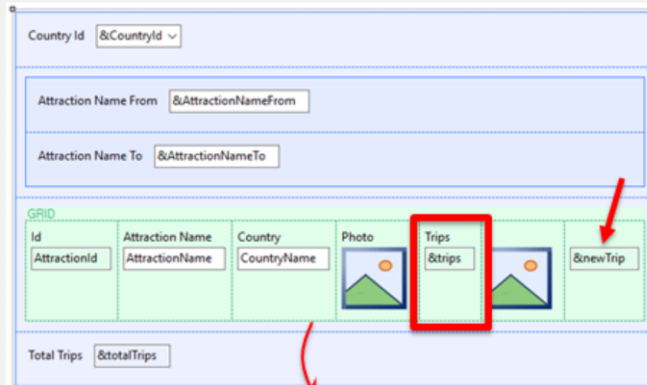 Country Id &CountryId
Attraction Name From &AttractionNameFrom
Attraction Name To &AttractionNameTo
GRID
Id Attraction Name Country Photo Trips
AttractionId AttractionName CountryName &trips &newTrip
Total Trips &totalTrips